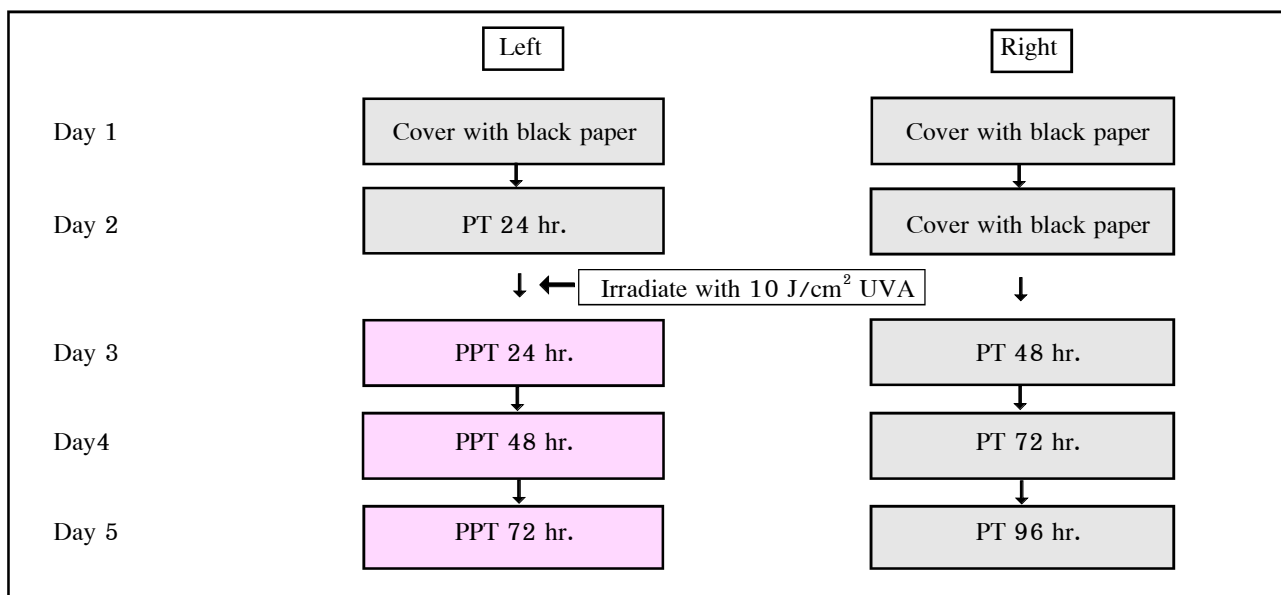 Left Right
Day 1 Cover with black paper Cover with black paper
Day 2 PT 24 hr. Cover with black paper
Irradiate with 10 J/cm² UVA
Day 3 PPT 24 hr. PT 48 hr.
Day4 PPT 48 hr. PT 72 hr.
Day 5 PPT 72 hr. PT 96 hr.